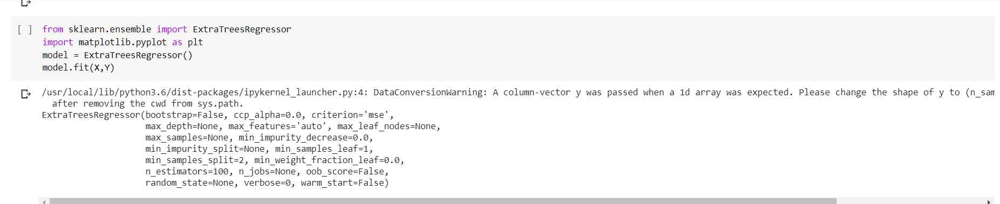 [ ] from sklearn.ensemble import ExtraTreesRegressor
import matplotlib.pyplot as plt
model = ExtraTreesRegressor()
model.fit(X,Y)
/usr/local/lib/python3.6/dist-packages/ipykernel_launcher.py:4: DataConversionWarning: A column-vector y was passed when a 1d array was expected. Please change the shape of y to (n_sam
after removing the cwd from sys.path.
ExtraTreesRegressor(bootstrap=False, ccp_alpha=0.0, criterion='mse',
max_depth=None, max_features='auto', max_leaf_nodes=None,
max_samples=None, min_impurity_decrease=0.0,
min_impurity_split=None, min_samples_leaf=1,
min_samples_split=2, min_weight_fraction_leaf=0.0,
n_estimators=100, n_jobs=None, oob_score=False,
random_state=None, verbose=0, warm_start=False)